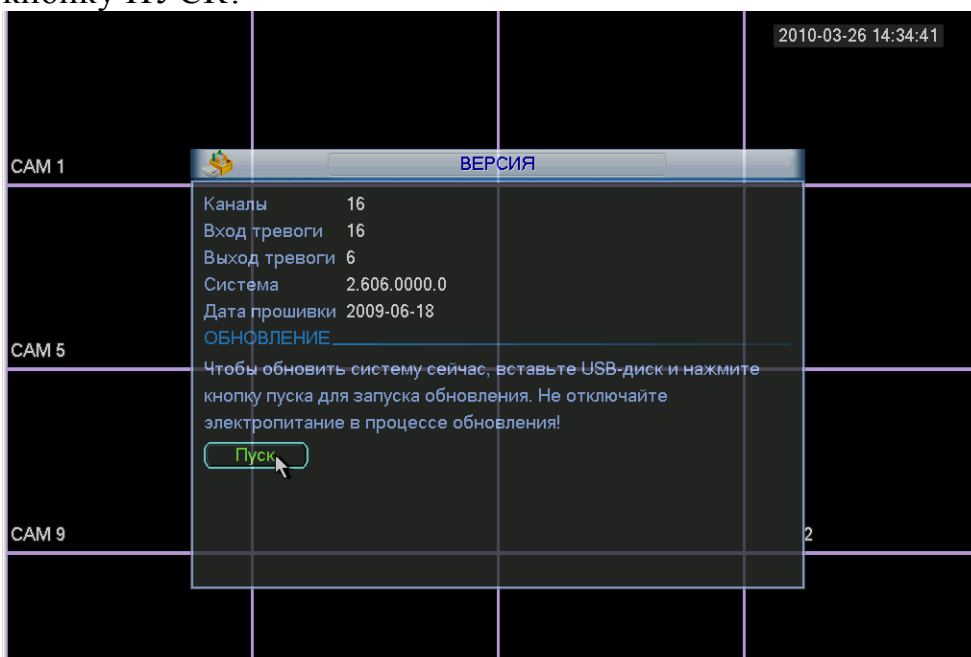 кнопку ПУСК:
2010-03-26 14:34:41
CAM 1
ВЕРСИЯ
Каналы 16
Вход тревоги 16
Выход тревоги 6
Система 2.606.0000.0
Дата прошивки 2009-06-18
ОБНОВЛЕНИЕ
CAM 5
Чтобы обновить систему сейчас, вставьте USB-диск и нажмите
кнопку пуска для запуска обновления. Не отключайте
электропитание в процессе обновления!
Пуск
CAM 9
2